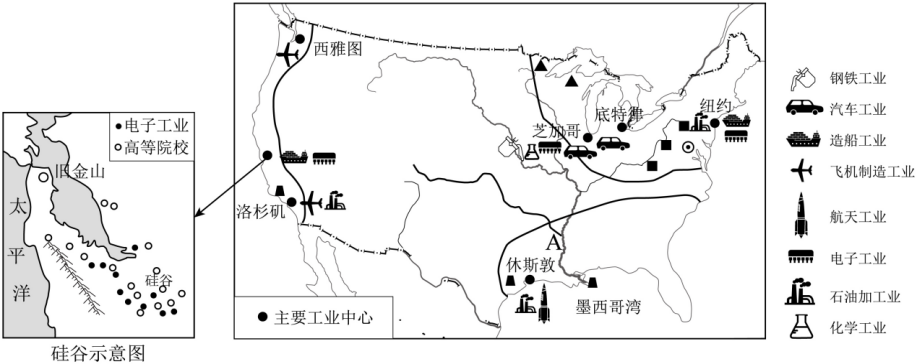 电子工业
高等院校
旧金山
太
平
洋
硅谷
硅谷示意图
西雅图
洛杉矶
芝加哥
底特律
纽约
A
休斯敦
墨西哥湾
主要工业中心
钢铁工业
汽车工业
造船工业
飞机制造工业
航天工业
电子工业
石油加工业
化学工业